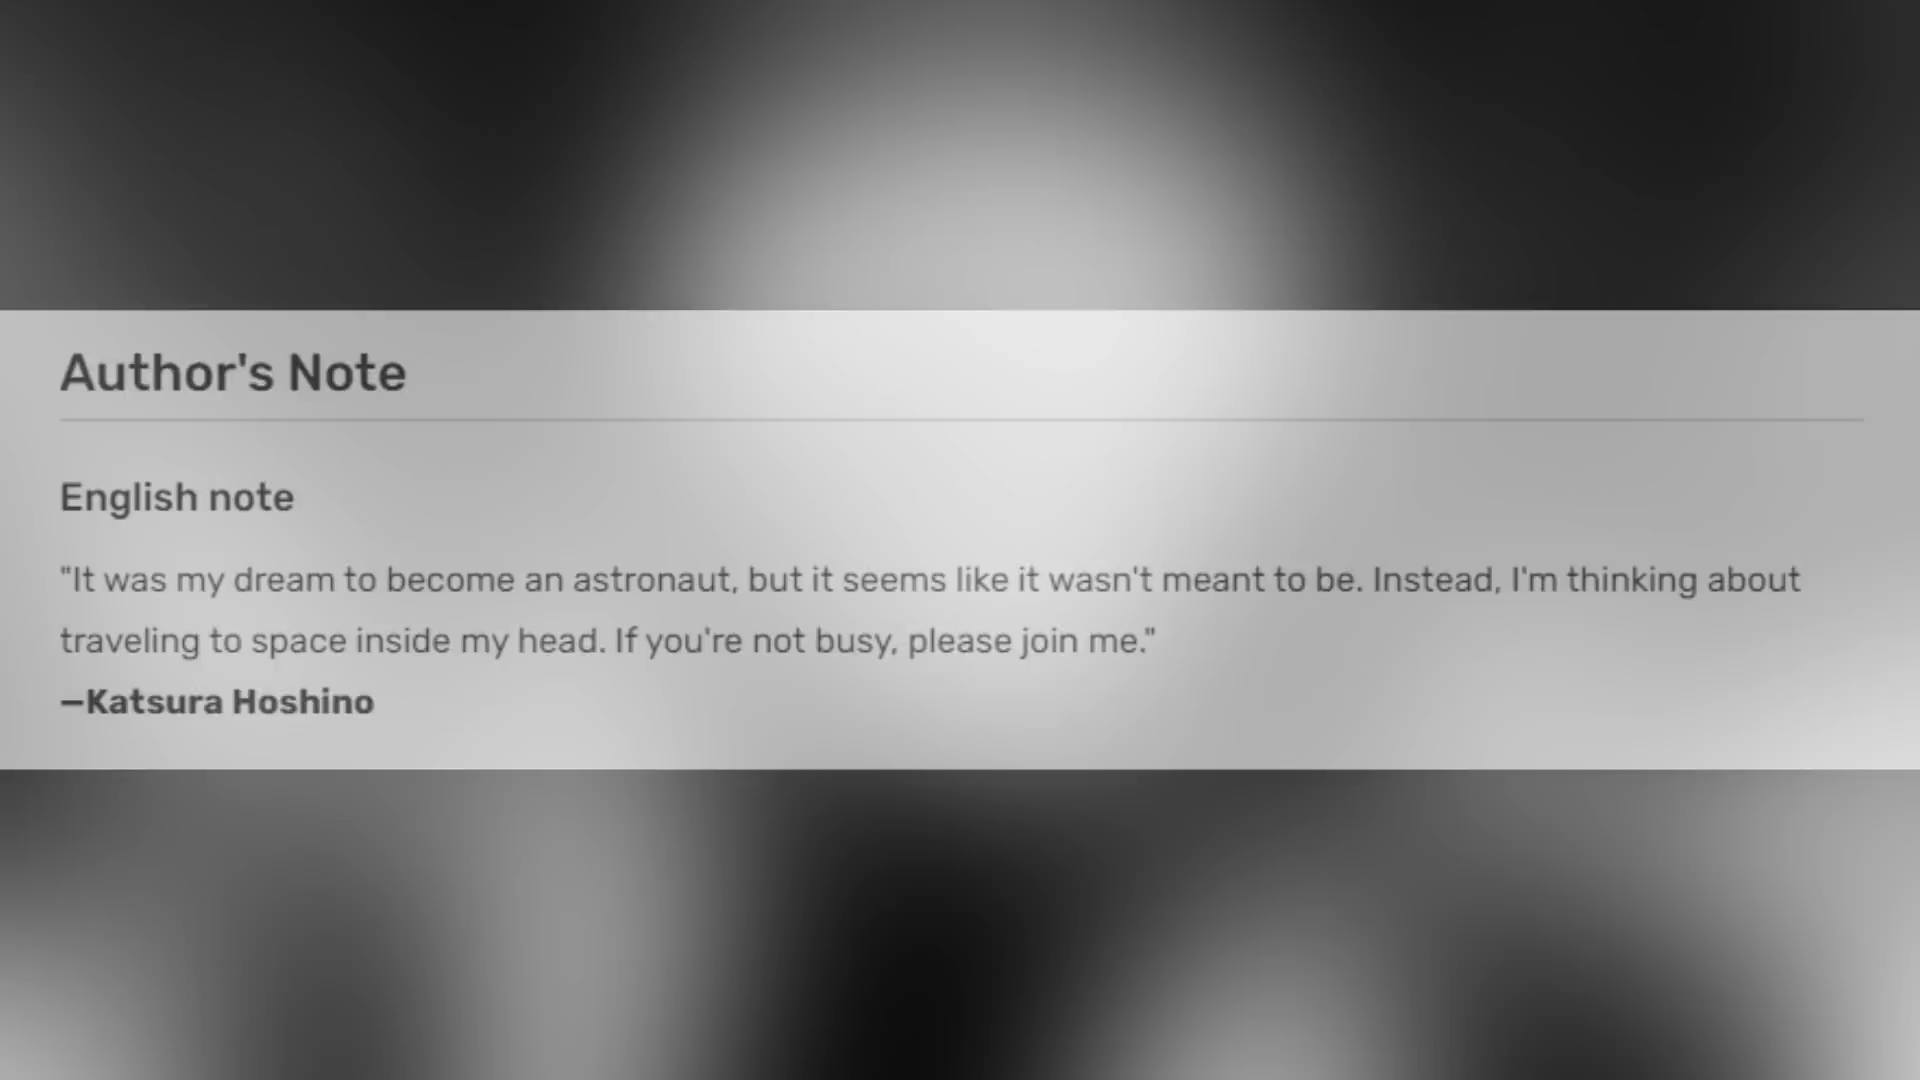 Author's Note
English note
"It was my dream to become an astronaut, but it seems like it wasn't meant to be. Instead, I'm thinking about
traveling to space inside my head. If you're not busy, please join me."
—Katsura Hoshino